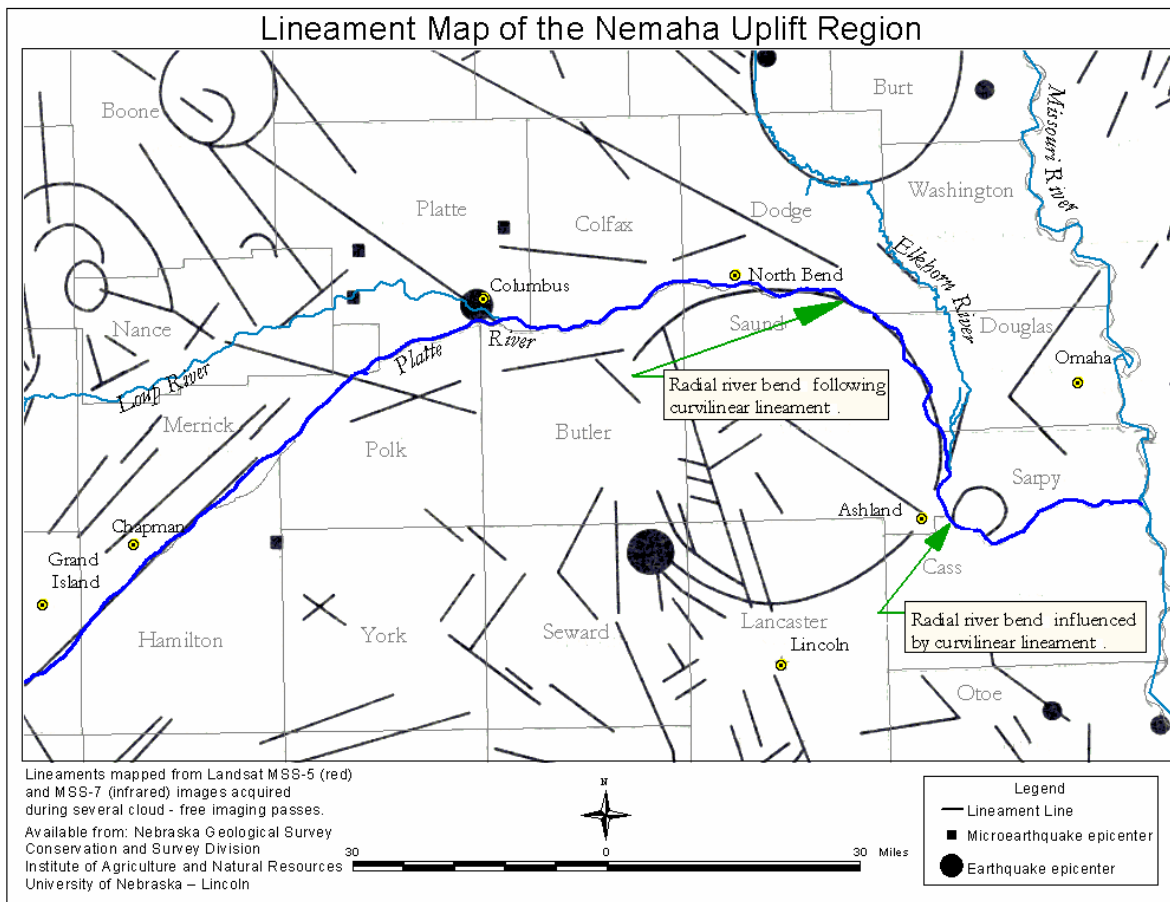 Lineament Map of the Nemaha Uplift Region
Boone
Burt
Missouri River
Washington
Platte
Colfax
Dodge
Elkhorn River
North Bend
Columbus
Nance
River
Saund
Douglas
Platte
Omaha
Loup River
Radial river bend following
curvilinear lineament .
Merrick
Polk
Butler
Sarpy
Ashland
Chapman
Grand
Island
Cass
Radial river bend influenced
by curvilinear lineament .
Hamilton
York
Seward
Lancaster
Lincoln
Otoe
Lineaments mapped from Landsat MSS-5 (red)
and MSS-7 (infrared) images acquired
during several cloud - free imaging passes.
Available from: Nebraska Geological Survey
Conservation and Survey Division
Institute of Agriculture and Natural Resources
University of Nebraska – Lincoln
N
30 0 30 Miles
Legend
Lineament Line
Microearthquake epicenter
Earthquake epicenter